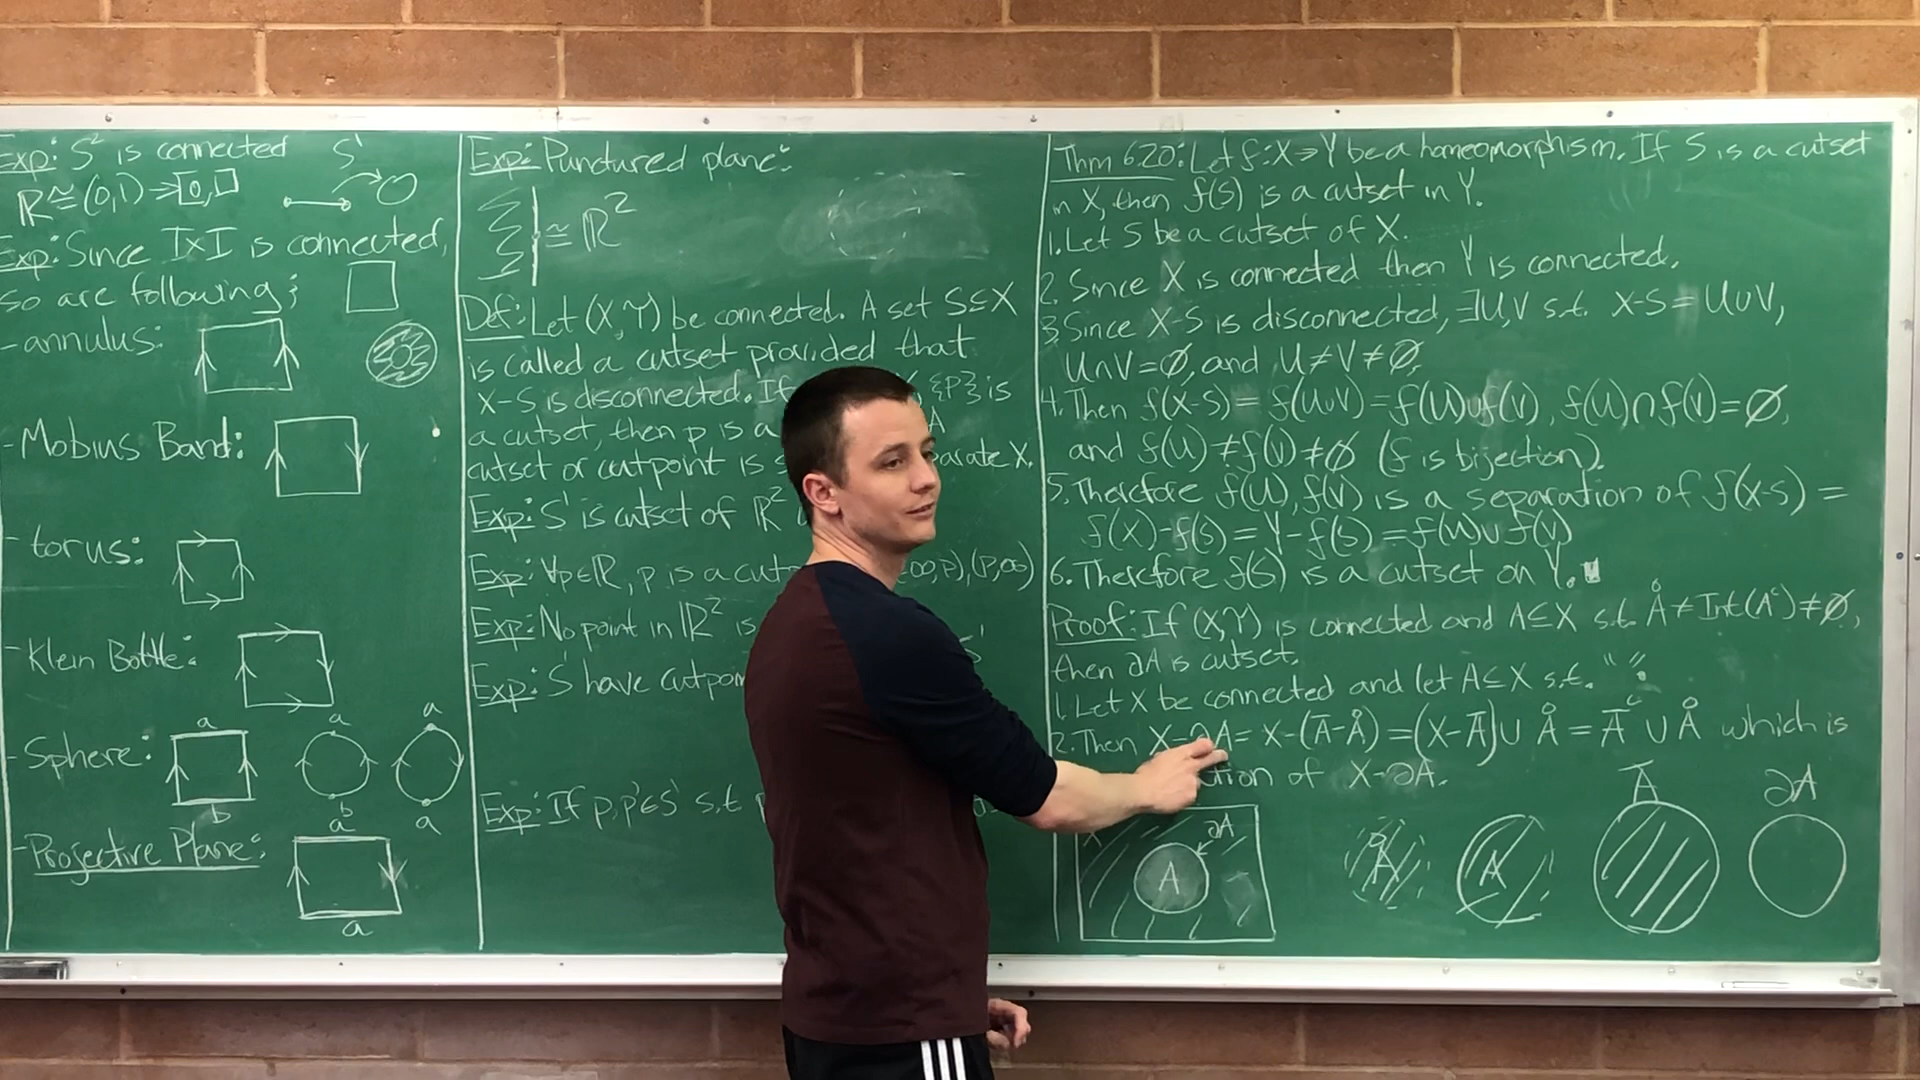 Exp: S² is connected S¹
ℝ≅(0,1)⇒[0,1]
Exp: Since I×I is connected,
so are following:
-annulus:
-Mobius Band:
-torus:
-Klein Bottle:
-Sphere: a a a
b b a
-Projective Plane: a
a
Exp: Punctured plane:
≅ℝ²
Def: Let (X,Υ) be connected. A set S⊆X
is called a cutset provided that
X-S is disconnected. If {P} is
a cutset, then p is a A
cutset or cutpoint is s arate X.
Exp: S¹ is cutset of ℝ²
Exp: ∀p∈ℝ, p is a cut ∞,p),(p,∞)
Exp: No point in ℝ² is
Exp: S¹ have cutpoin
Exp: If p,p'∈S¹ s.t
Thm 6.20: Let f:X→Y be a homeomorphism. If S is a cutset
in X, then f(S) is a cutset in Y.
1. Let S be a cutset of X.
2. Since X is connected then Y is connected.
3. Since X-S is disconnected, ∃U,V s.t. X-S=U∪V,
U∩V=∅, and U≠V≠∅.
4. Then f(X-S)=f(U∪V)=f(U)∪f(V), f(U)∩f(V)=∅,
and f(U)≠f(V)≠∅ (f is bijection).
5. Therefore f(U),f(V) is a separation of f(X-S)=
f(X)-f(S)=Y-f(S)=f(U)∪f(V)
6. Therefore f(S) is a cutset on Y.
Proof: If (X,Υ) is connected and A⊆X s.t. Å≠Int(Aᶜ)≠∅,
then ∂A is cutset.
1. Let X be connected and let A⊆X s.t. " ".
2. Then X-∂A=X-(Ā-Å)=(X-Ā)∪Å=Āᶜ∪Å which is
tion of X-∂A.
X ∂A A A A Ā ∂A